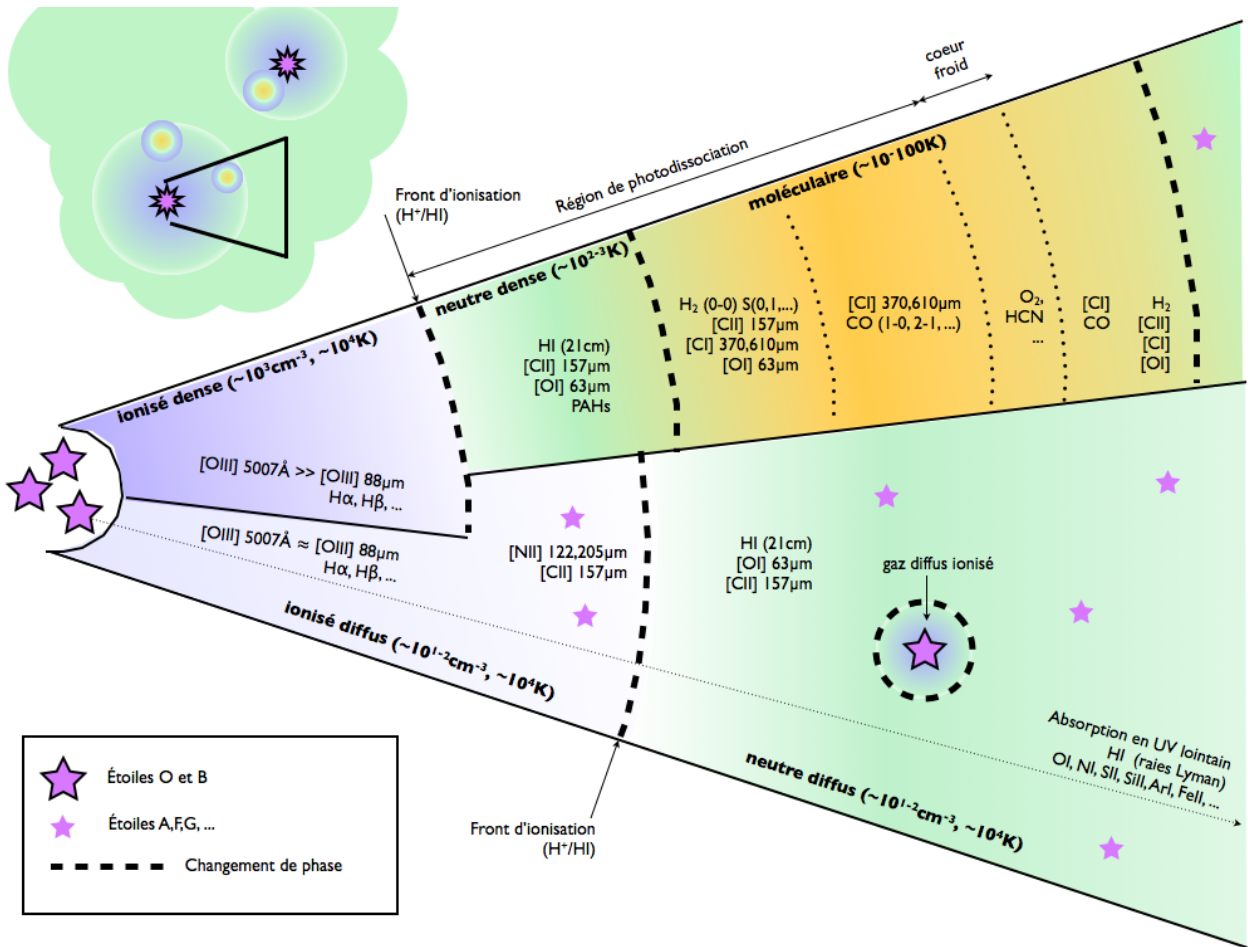 coeur
froid
Région de photodissociation
Front d'ionisation
(H⁺/HI)
moléculaire (~10-100K)
neutre dense (~10²⁻³K)
ionisé dense (~10³cm⁻³, ~10⁴K)
HI (21cm)
[CII] 157µm
[OI] 63µm
PAHs
H₂ (0-0) S(0,1,...)
[CII] 157µm
[CI] 370,610µm
[OI] 63µm
[CI] 370,610µm
CO (1-0, 2-1, ...)
O₂,
HCN
...
[CI]
CO
H₂
[CII]
[CI]
[OI]
[OIII] 5007Å >> [OIII] 88µm
Hα, Hβ, ...
[OIII] 5007Å ≈ [OIII] 88µm
Hα, Hβ, ...
[NII] 122,205µm
[CII] 157µm
HI (21cm)
[OI] 63µm
[CII] 157µm
gaz diffus ionisé
ionisé diffus (~10¹⁻²cm⁻³, ~10⁴K)
neutre diffus (~10¹⁻²cm⁻³, ~10⁴K)
Absorption en UV lointain
HI (raies Lyman)
OI, NI, SII, SiII, ArI, FeII, ...
Front d'ionisation
(H⁺/HI)
Étoiles O et B
Étoiles A,F,G, ...
Changement de phase